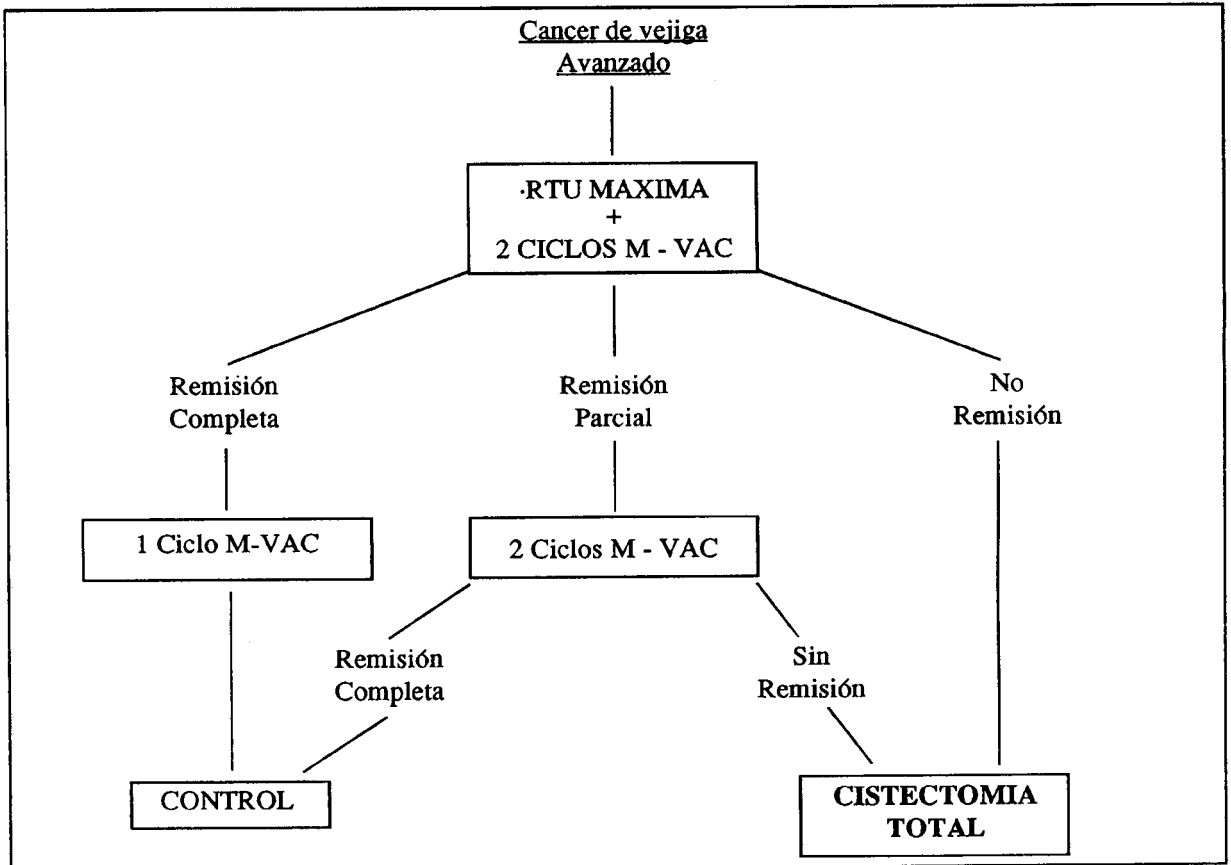 Cancer de vejiga
Avanzado
·RTU MAXIMA
+
2 CICLOS M - VAC
Remisión
Completa
Remisión
Parcial
No
Remisión
1 Ciclo M-VAC
2 Ciclos M - VAC
Remisión
Completa
Sin
Remisión
CONTROL
CISTECTOMIA
TOTAL